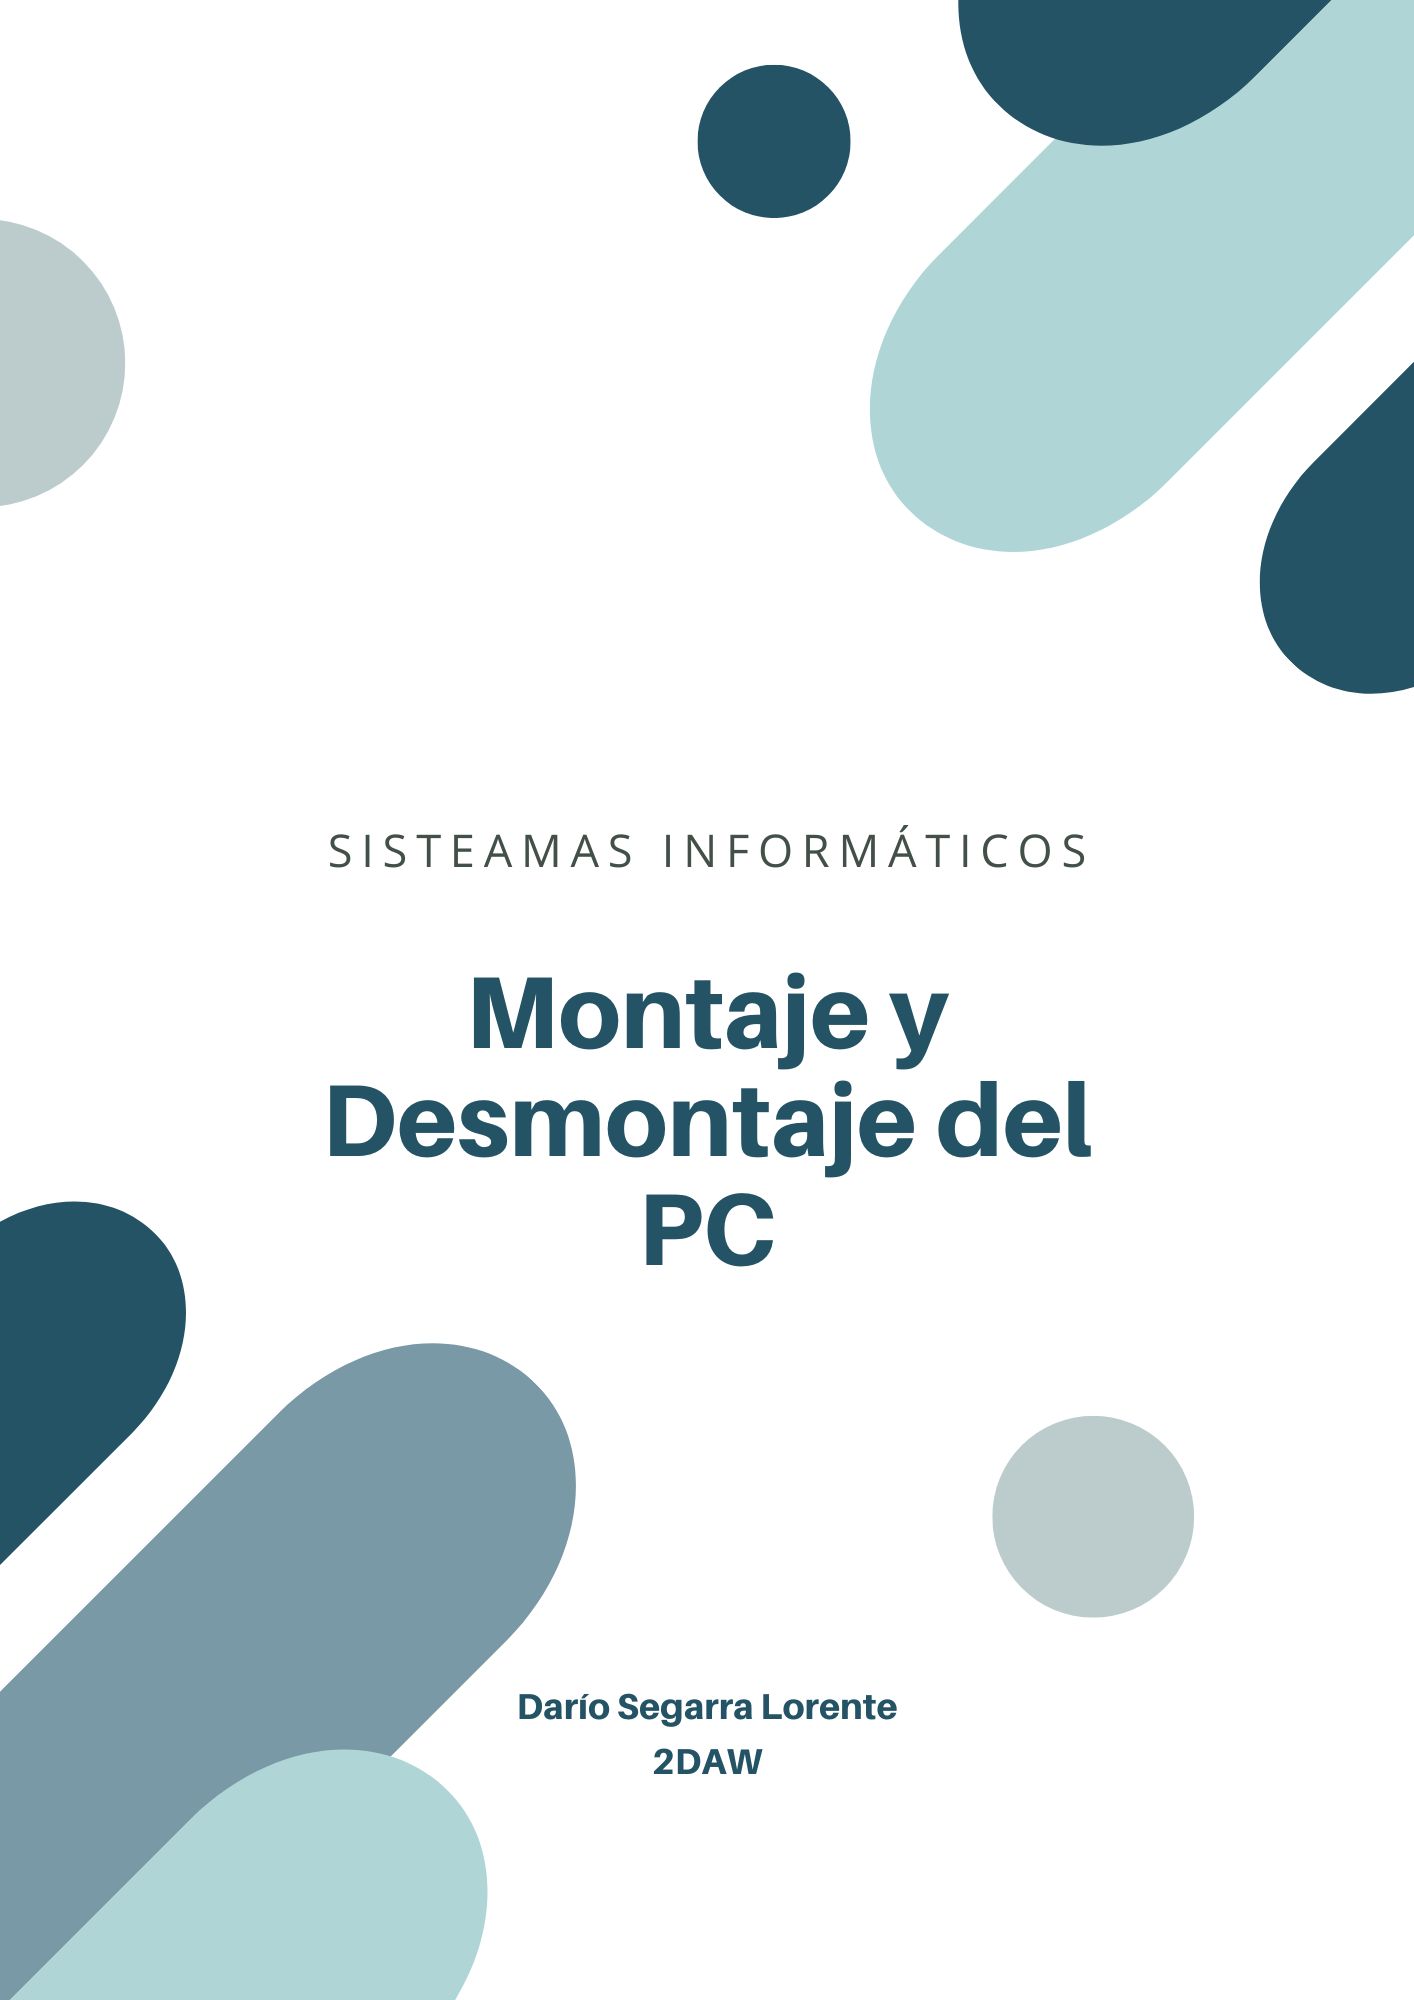 SISTEAMAS INFORMÁTICOS
Montaje y
Desmontaje del
PC
Darío Segarra Lorente
2DAW